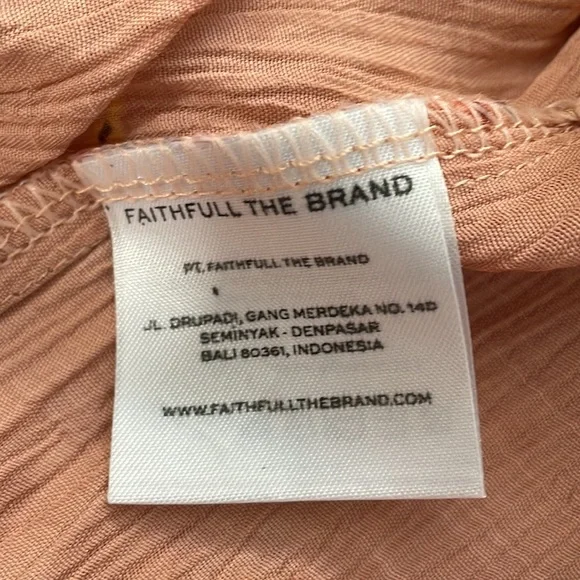 FAITHFULL THE BRAND
PT. FAITHFULL THE BRAND
JL. DRUPADI, GANG MERDEKA NO. 14D
SEMINYAK - DENPASAR
BALI 80361, INDONESIA
WWW.FAITHFULLTHEBRAND.COM